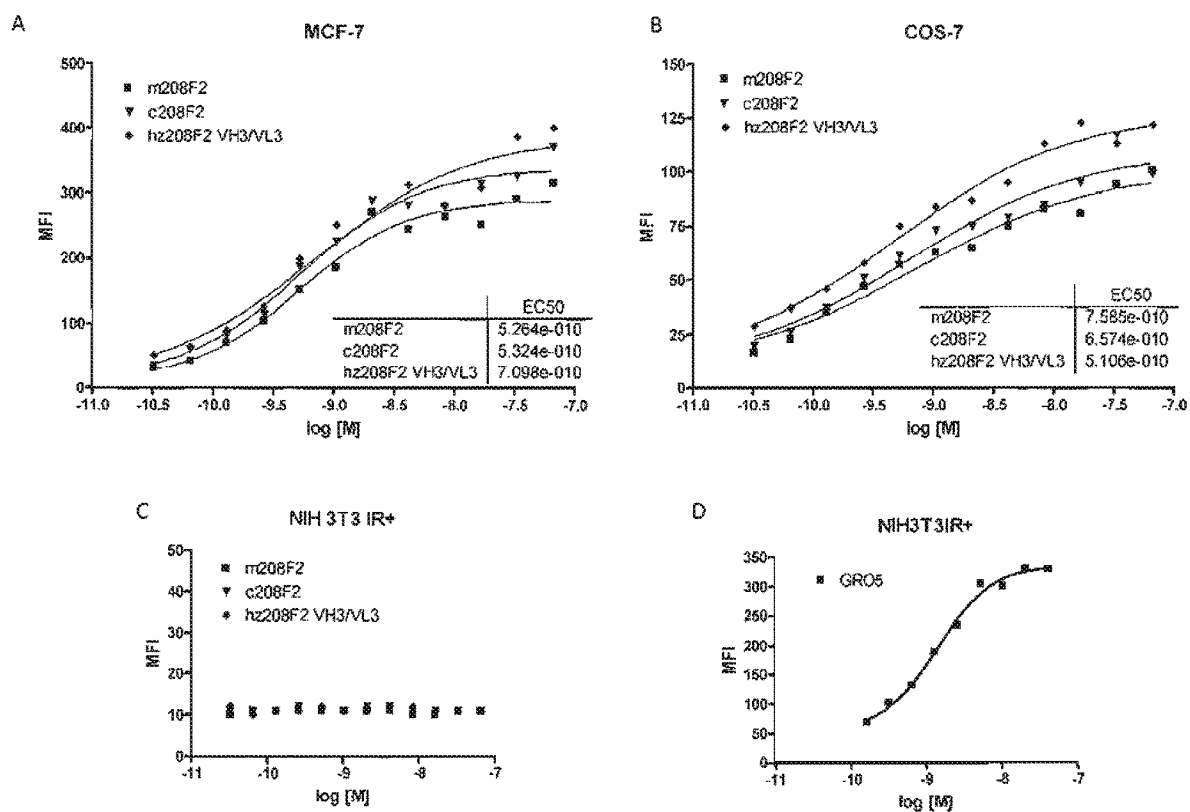 A
MCF-7
500
400
300
200
100
0
MFI
m208F2
c208F2
hz208F2 VH3/VL3
EC50
m208F2 5.264e-010
c208F2 5.324e-010
hz208F2 VH3/VL3 7.098e-010
-11.0 -10.5 -10.0 -9.5 -9.0 -8.5 -8.0 -7.5 -7.0
log [M]
B
COS-7
150
125
100
75
50
25
0
MFI
m208F2
c208F2
hz208F2 VH3/VL3
EC50
m208F2 7.585e-010
c208F2 6.574e-010
hz208F2 VH3/VL3 5.106e-010
-11.0 -10.5 -10.0 -9.5 -9.0 -8.5 -8.0 -7.5 -7.0
log [M]
C
NIH 3T3 IR+
50
40
30
20
10
0
MFI
m208F2
c208F2
hz208F2 VH3/VL3
-11 -10 -9 -8 -7
log [M]
D
NIH3T3IR+
350
300
250
200
150
100
50
0
MFI
GRO5
-11 -10 -9 -8 -7
log [M]